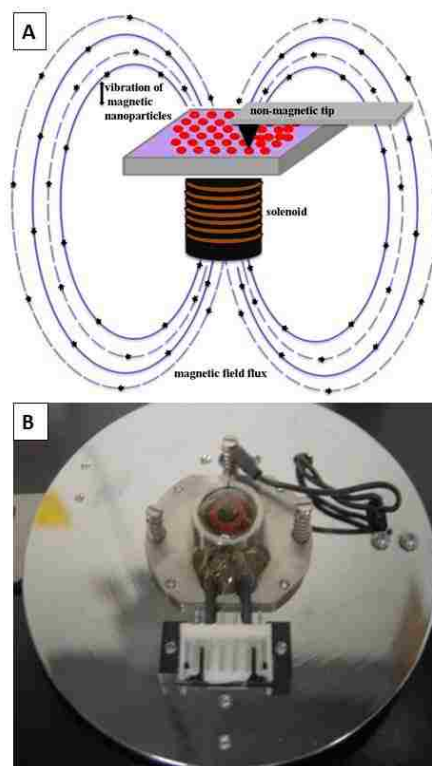 A
vibration of
magnetic
nanoparticles
non-magnetic tip
solenoid
magnetic field flux
B